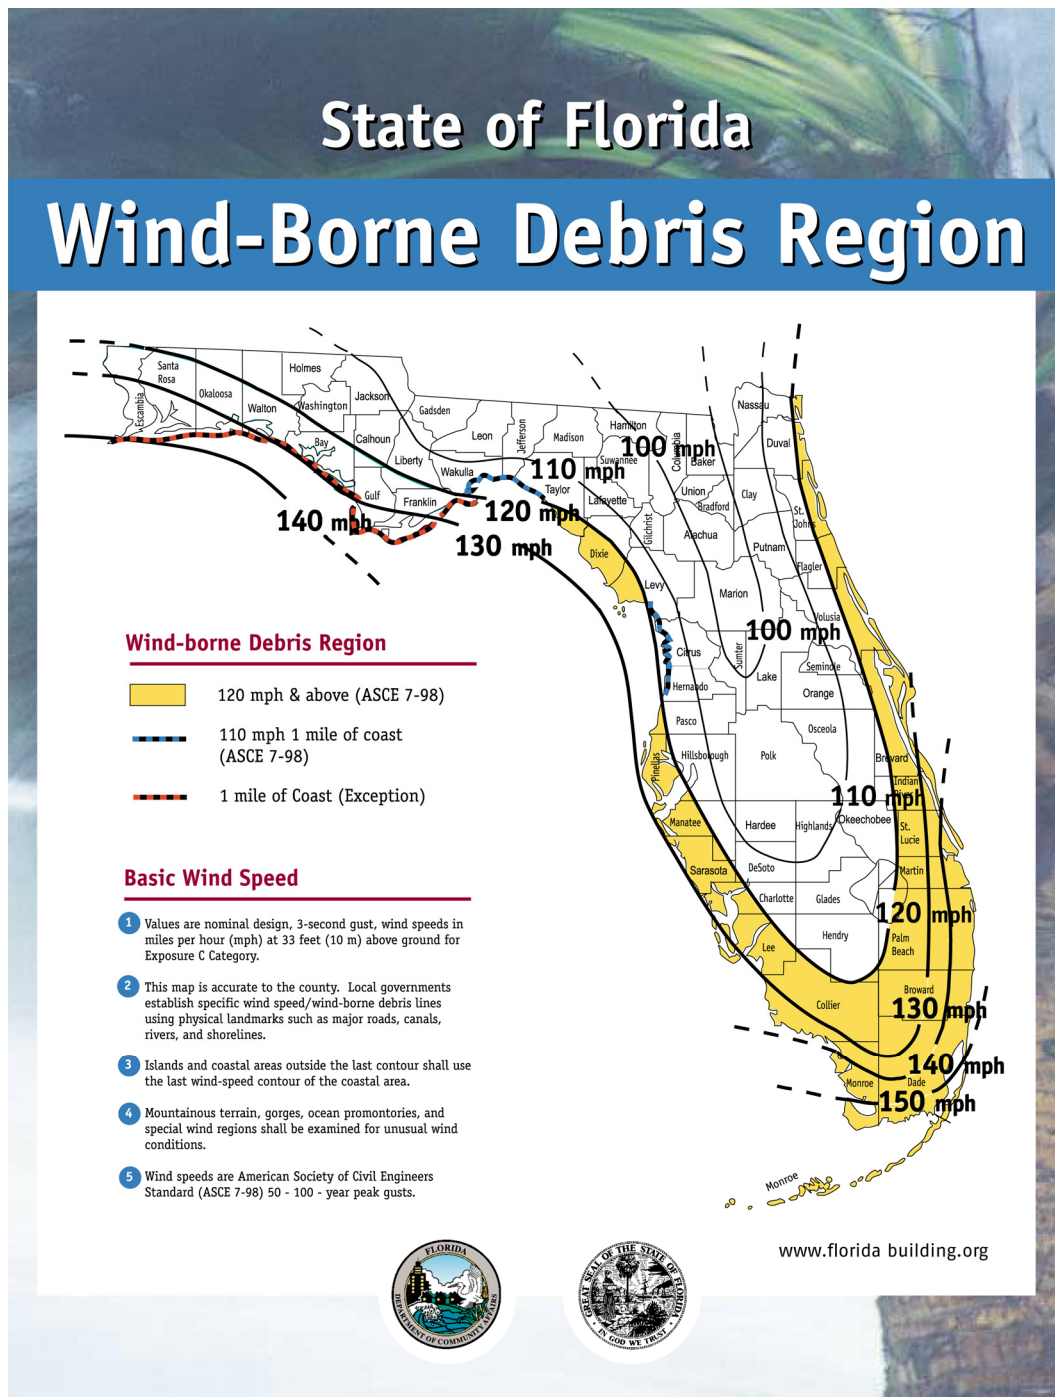 State of Florida
Wind-Borne Debris Region
Santa
Rosa
Escambia
Okaloosa
Walton
Holmes
Washington
Jackson
Bay
Calhoun
Gulf
Liberty
Gadsden
Franklin
Wakulla
Leon
Jefferson
Madison
Taylor
Hamilton
Suwannee
Lafayette
Columbia
Baker
Nassau
Duval
Union
Bradford
Clay
St.
Johns
Gilchrist
Alachua
Putnam
Flagler
Dixie
Levy
Marion
Volusia
Citrus
Sumter
Lake
Seminole
Hernando
Orange
Pasco
Osceola
Pinellas
Hillsborough
Polk
Brevard
Indian
River
Manatee
Hardee
Highlands
Okeechobee
St.
Lucie
Sarasota
DeSoto
Martin
Charlotte
Glades
Lee
Hendry
Palm
Beach
Collier
Broward
Monroe
Dade
Monroe
100 mph
110 mph
120 mph
130 mph
140 mph
100 mph
110 mph
120 mph
130 mph
140 mph
150 mph
Wind-borne Debris Region
120 mph & above (ASCE 7-98)
110 mph 1 mile of coast
(ASCE 7-98)
1 mile of Coast (Exception)
Basic Wind Speed
1 Values are nominal design, 3-second gust, wind speeds in
miles per hour (mph) at 33 feet (10 m) above ground for
Exposure C Category.
2 This map is accurate to the county. Local governments
establish specific wind speed/wind-borne debris lines
using physical landmarks such as major roads, canals,
rivers, and shorelines.
3 Islands and coastal areas outside the last contour shall use
the last wind-speed contour of the coastal area.
4 Mountainous terrain, gorges, ocean promontories, and
special wind regions shall be examined for unusual wind
conditions.
5 Wind speeds are American Society of Civil Engineers
Standard (ASCE 7-98) 50 - 100 - year peak gusts.
www.florida building.org
FLORIDA
DEPARTMENT OF COMMUNITY AFFAIRS
GREAT SEAL OF THE STATE OF FLORIDA
IN GOD WE TRUST